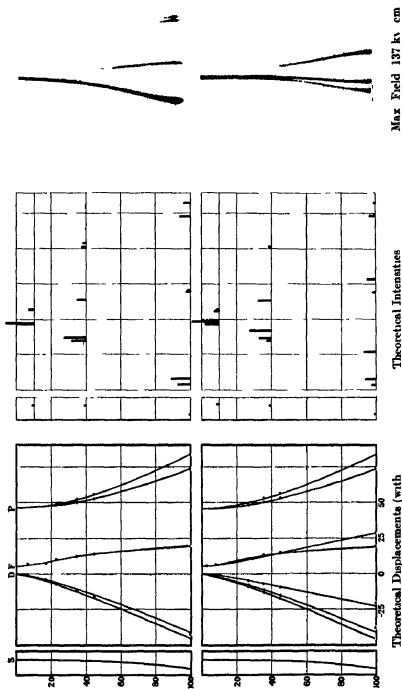 S D F P
20
40
60
80
100
20
40
60
80
100
-25 0 25 50
Theoretical Displacements (with
Theoretical Intensities
Max Field 137 kv cm